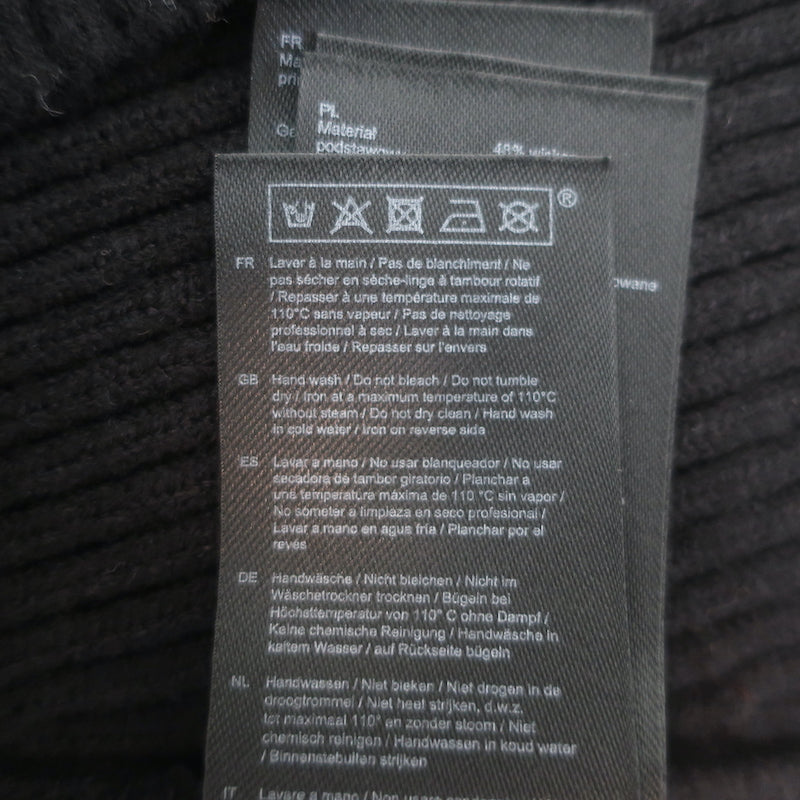 FR
Ma
pri
Ge
PL
Material
podstawowy
48%
owane
®
FR Laver à la main / Pas de blanchiment / Ne
pas sécher en sèche-linge à tambour rotatif
/ Repasser à une température maximale de
110°C sans vapeur / Pas de nettoyage
professionnel à sec / Laver à la main dans
l'eau froide / Repasser sur l'envers
GB Hand wash / Do not bleach / Do not tumble
dry / Iron at a maximum temperature of 110°C
without steam / Do not dry clean / Hand wash
in cold water / Iron on reverse side
ES Lavar a mano / No usar blanqueador / No usar
secadora de tambor giratorio / Planchar a
una temperatura máxima de 110 °C sin vapor /
No someter a limpieza en seco profesional /
Lavar a mano en agua fría / Planchar por el
revés
DE Handwäsche / Nicht bleichen / Nicht im
Wäschetrockner trocknen / Bügeln bei
Höchsttemperatur von 110° C ohne Dampf /
Keine chemische Reinigung / Handwäsche in
kaltem Wasser / auf Rückseite bügeln
NL Handwassen / Niet bleken / Niet drogen in de
droogtrommel / Niet heet strijken, d.w.z.
tot maximaal 110° en zonder stoom / Niet
chemisch reinigen / Handwassen in koud water
/ Binnenstebuiten strijken
IT Lavare a mano / Non usare